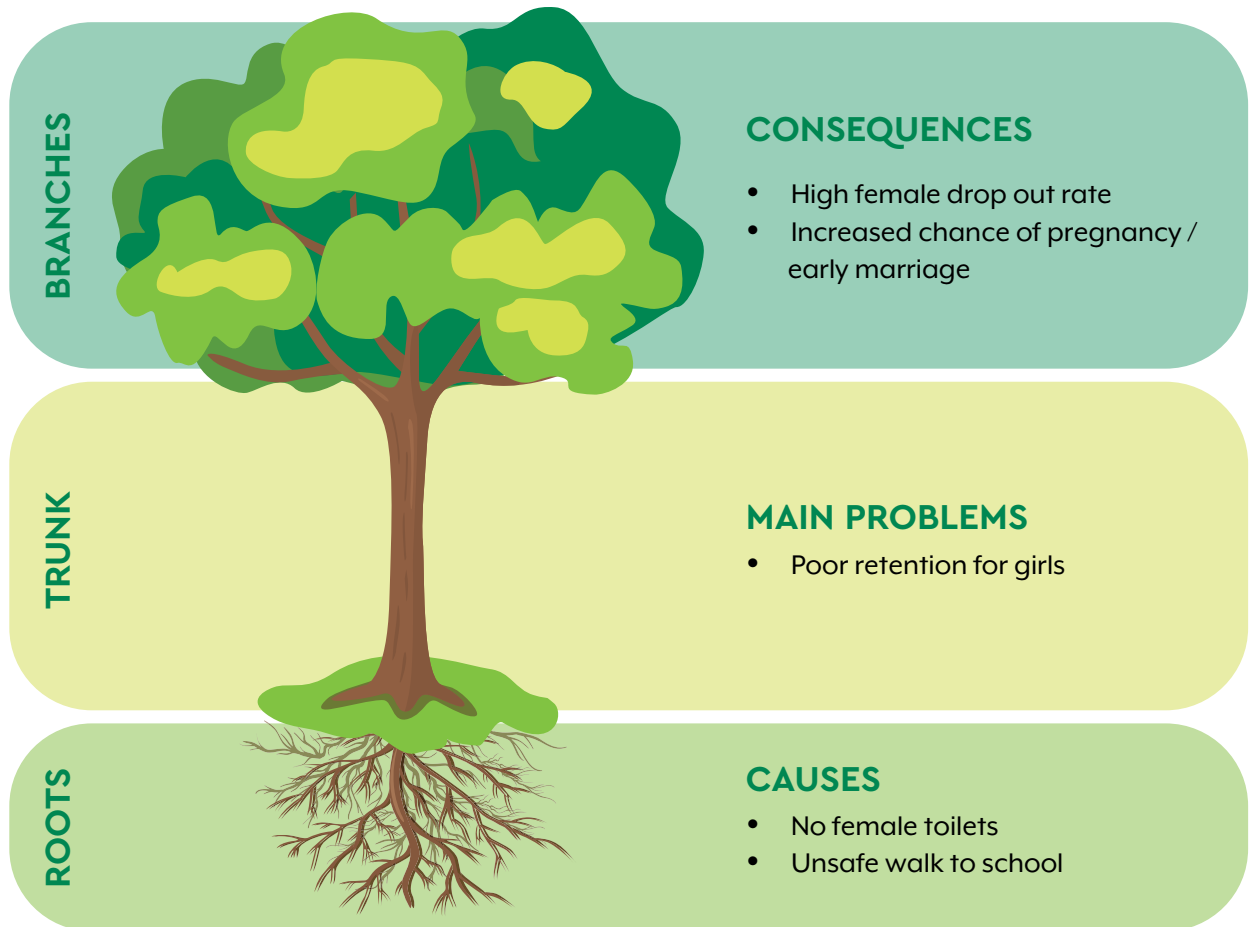 BRANCHES
CONSEQUENCES
• High female drop out rate
• Increased chance of pregnancy /
early marriage
TRUNK
MAIN PROBLEMS
• Poor retention for girls
ROOTS
CAUSES
• No female toilets
• Unsafe walk to school